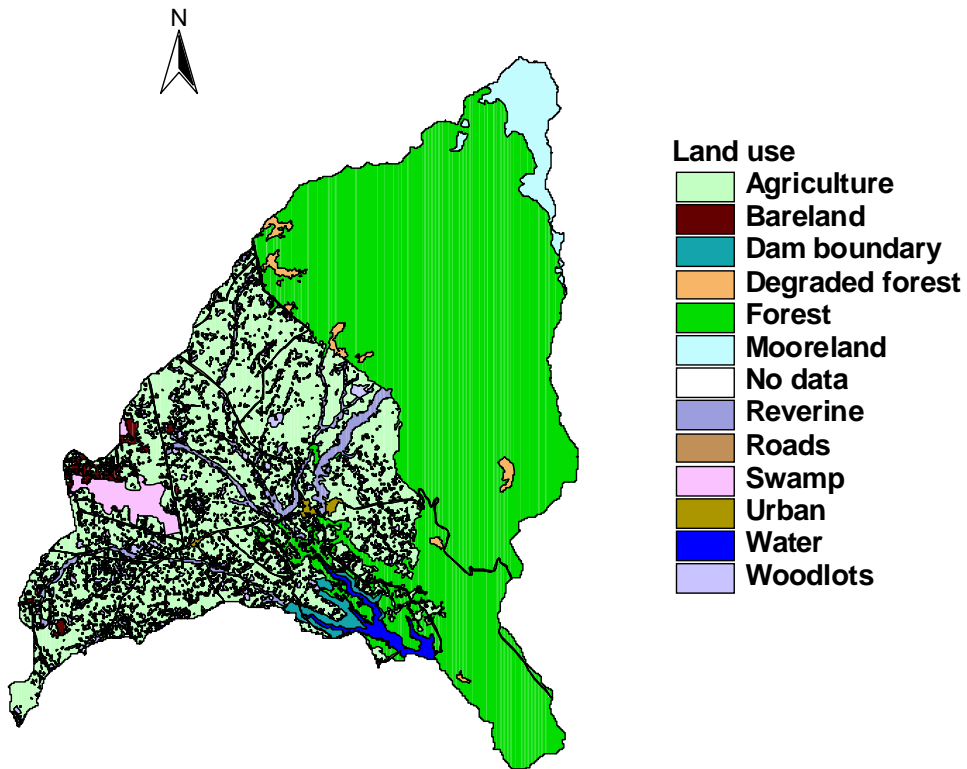 N
Land use
Agriculture
Bareland
Dam boundary
Degraded forest
Forest
Mooreland
No data
Reverine
Roads
Swamp
Urban
Water
Woodlots